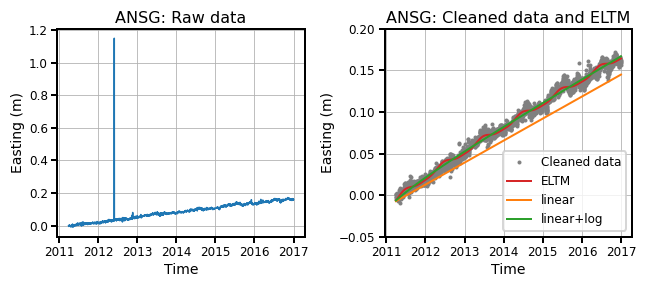 ANSG: Raw data
1.2
1.0
0.8
0.6
0.4
0.2
0.0
Easting (m)
2011 2012 2013 2014 2015 2016 2017
Time
ANSG: Cleaned data and ELTM
0.20
0.15
0.10
0.05
0.00
−0.05
Easting (m)
Cleaned data
ELTM
linear
linear+log
2011 2012 2013 2014 2015 2016 2017
Time